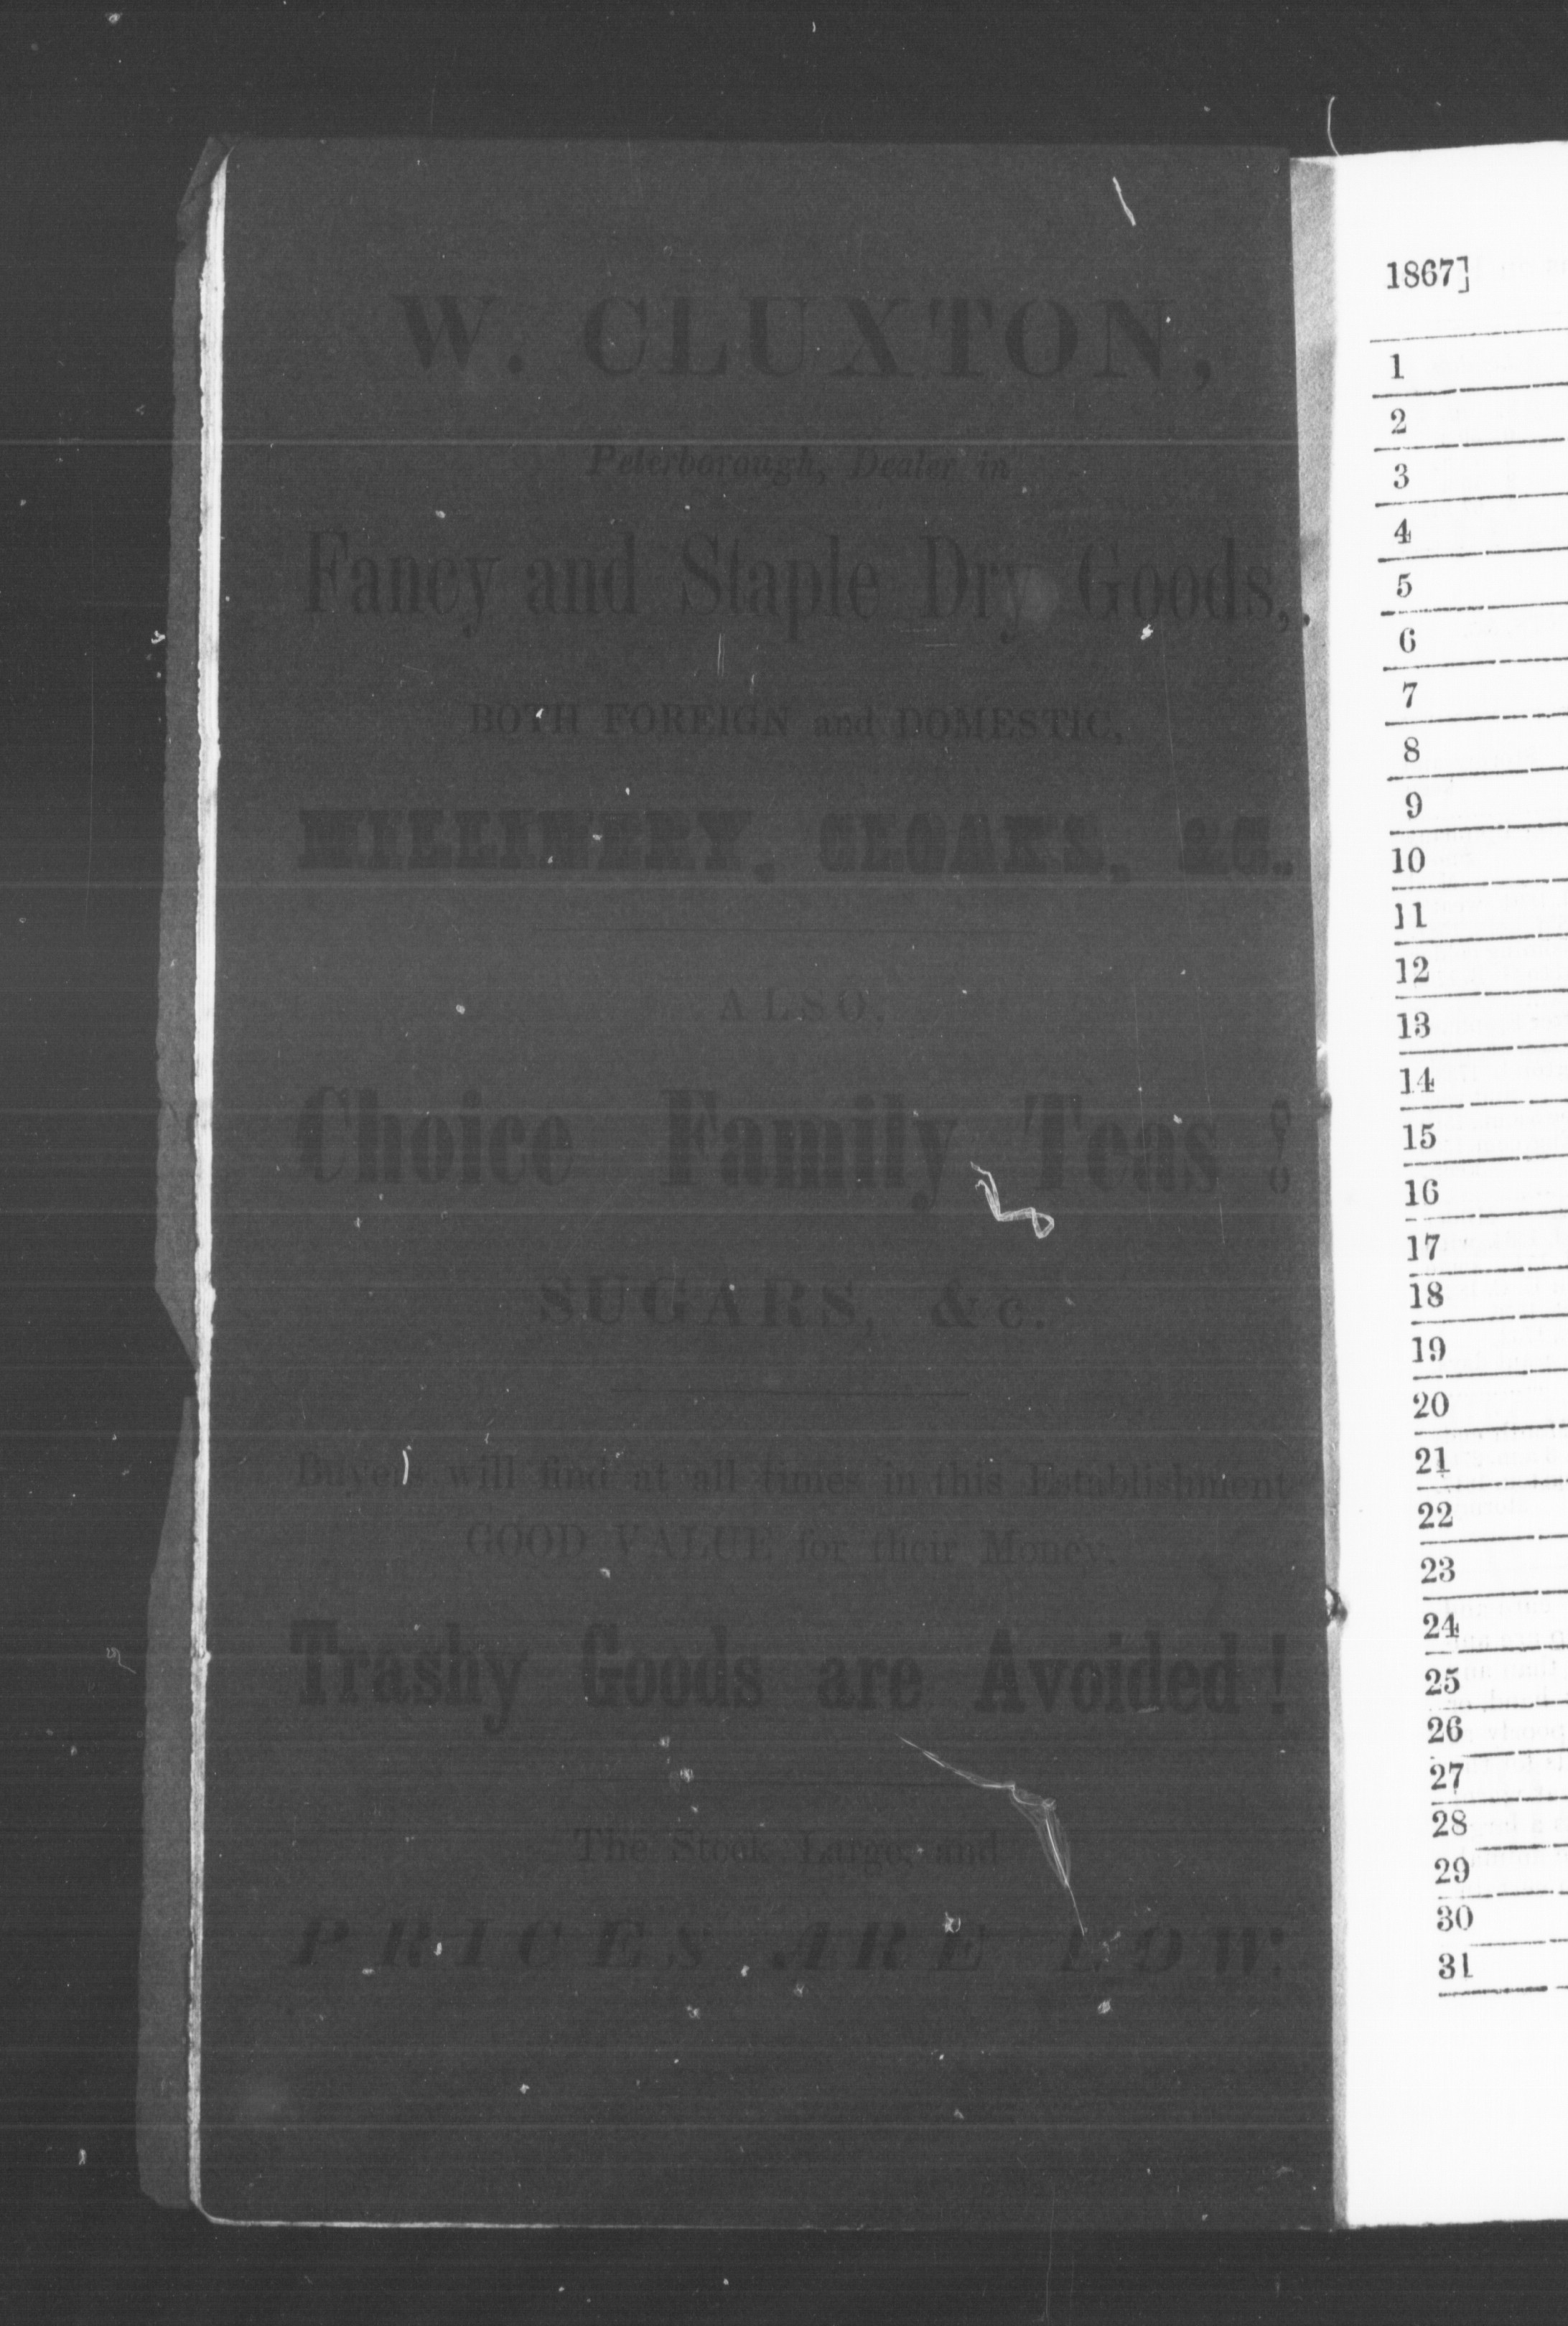 W. CLUXTON,
Peterborough, Dealer in
Fancy and Staple Dry Goods,
BOTH FOREIGN and DOMESTIC,
MILLINERY, CLOAKS, &C.
ALSO,
Choice Family Teas !
SUGARS, &c.
Buyers will find at all times in this Establishment
GOOD VALUE for their Money.
Trashy Goods are Avoided !
The Stock Large, and
PRICES ARE LOW.
1867]
1
2
3
4
5
6
7
8
9
10
11
12
13
14
15
16
17
18
19
20
21
22
23
24
25
26
27
28
29
30
31